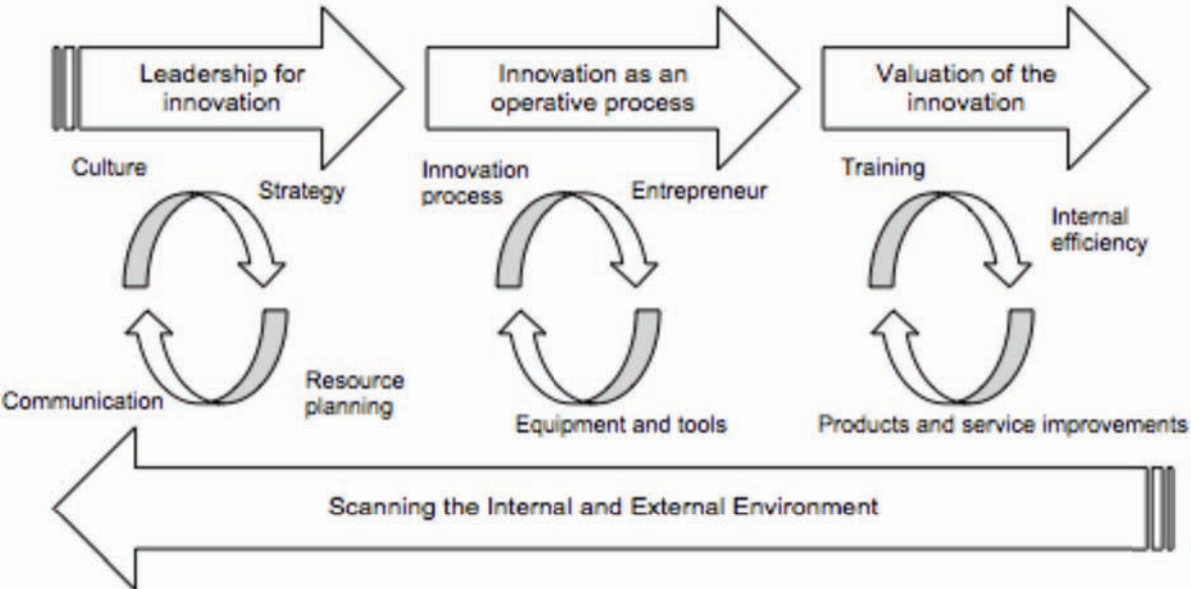 Leadership for
innovation
Innovation as an
operative process
Valuation of the
innovation
Culture
Strategy
Innovation
process
Entrepreneur
Training
Internal
efficiency
Communication
Resource
planning
Equipment and tools
Products and service improvements
Scanning the Internal and External Environment